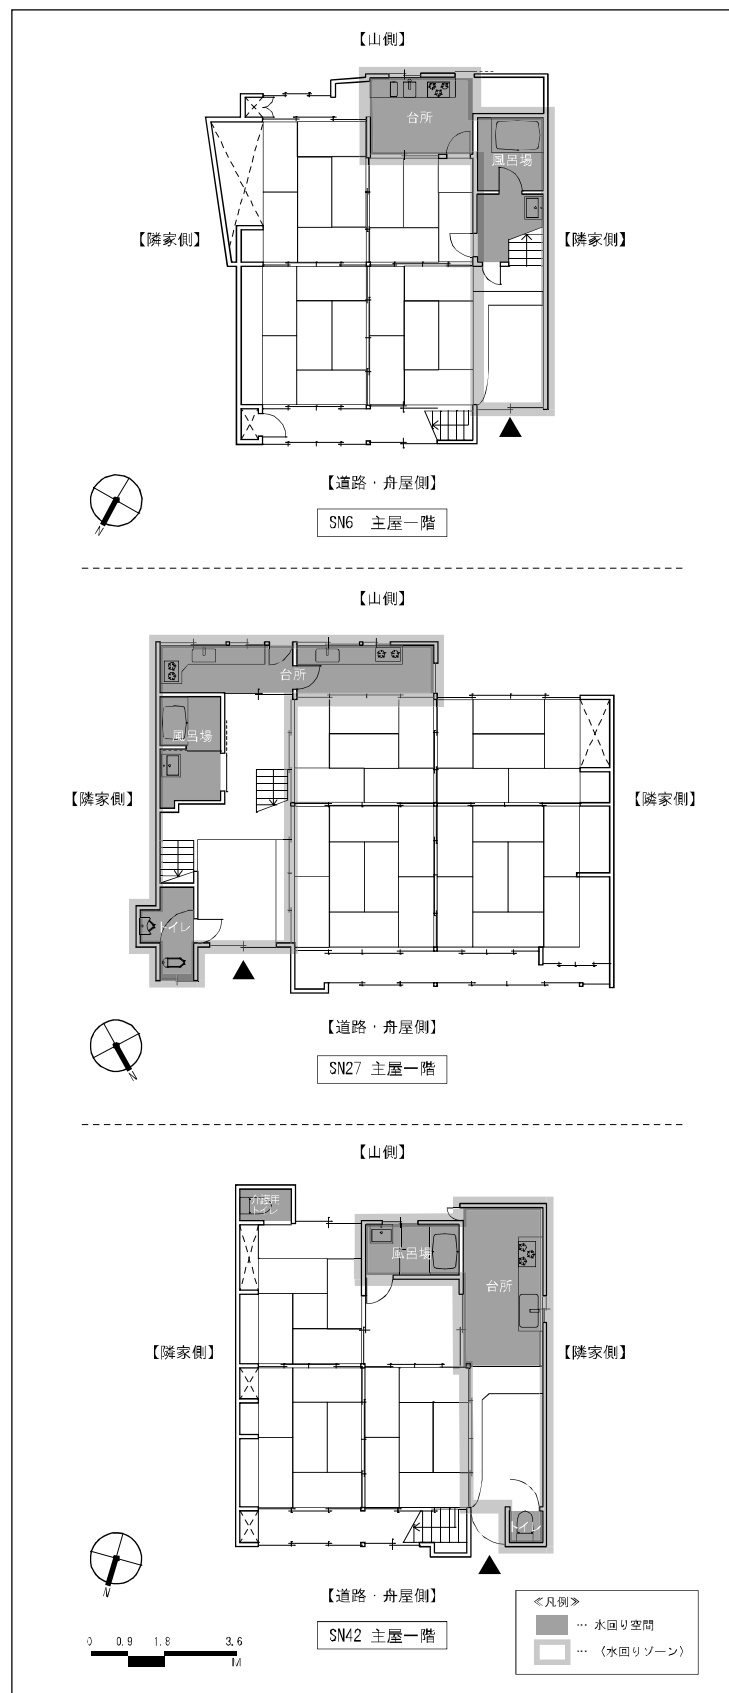 【山側】
台所
風呂場
【隣家側】
【隣家側】
【道路・舟屋側】
N
SN6 主屋一階
【山側】
台所
風呂場
【隣家側】
【隣家側】
トイレ
【道路・舟屋側】
N
SN27 主屋一階
【山側】
介護用
トイレ
風呂場
台所
【隣家側】
【隣家側】
トイレ
【道路・舟屋側】
N
SN42 主屋一階
0 0.9 1.8 3.6
M
≪凡例≫
… 水回り空間
… 〈水回りゾーン〉